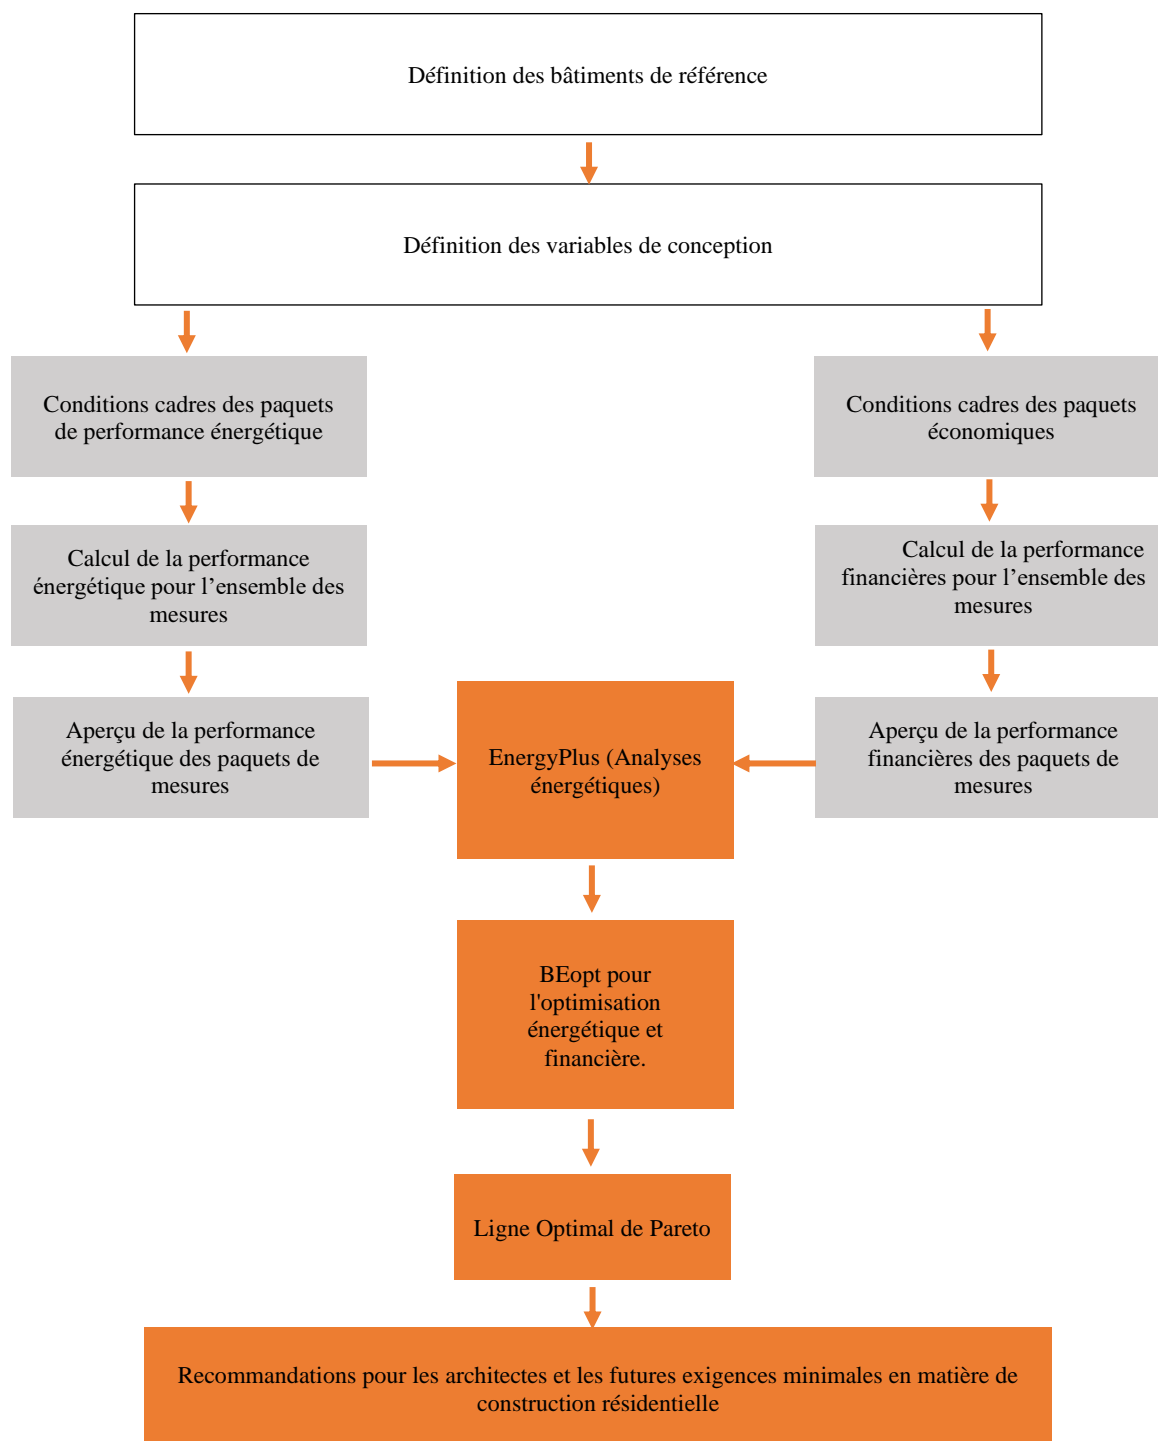 Définition des bâtiments de référence
Définition des variables de conception
Conditions cadres des paquets
de performance énergétique
Conditions cadres des paquets
économiques
Calcul de la performance
énergétique pour l’ensemble des
mesures
Calcul de la performance
financières pour l’ensemble des
mesures
Aperçu de la performance
énergétique des paquets de
mesures
EnergyPlus (Analyses
énergétiques)
Aperçu de la performance
financières des paquets de
mesures
BEopt pour
l'optimisation
énergétique et
financière.
Ligne Optimal de Pareto
Recommandations pour les architectes et les futures exigences minimales en matière de
construction résidentielle